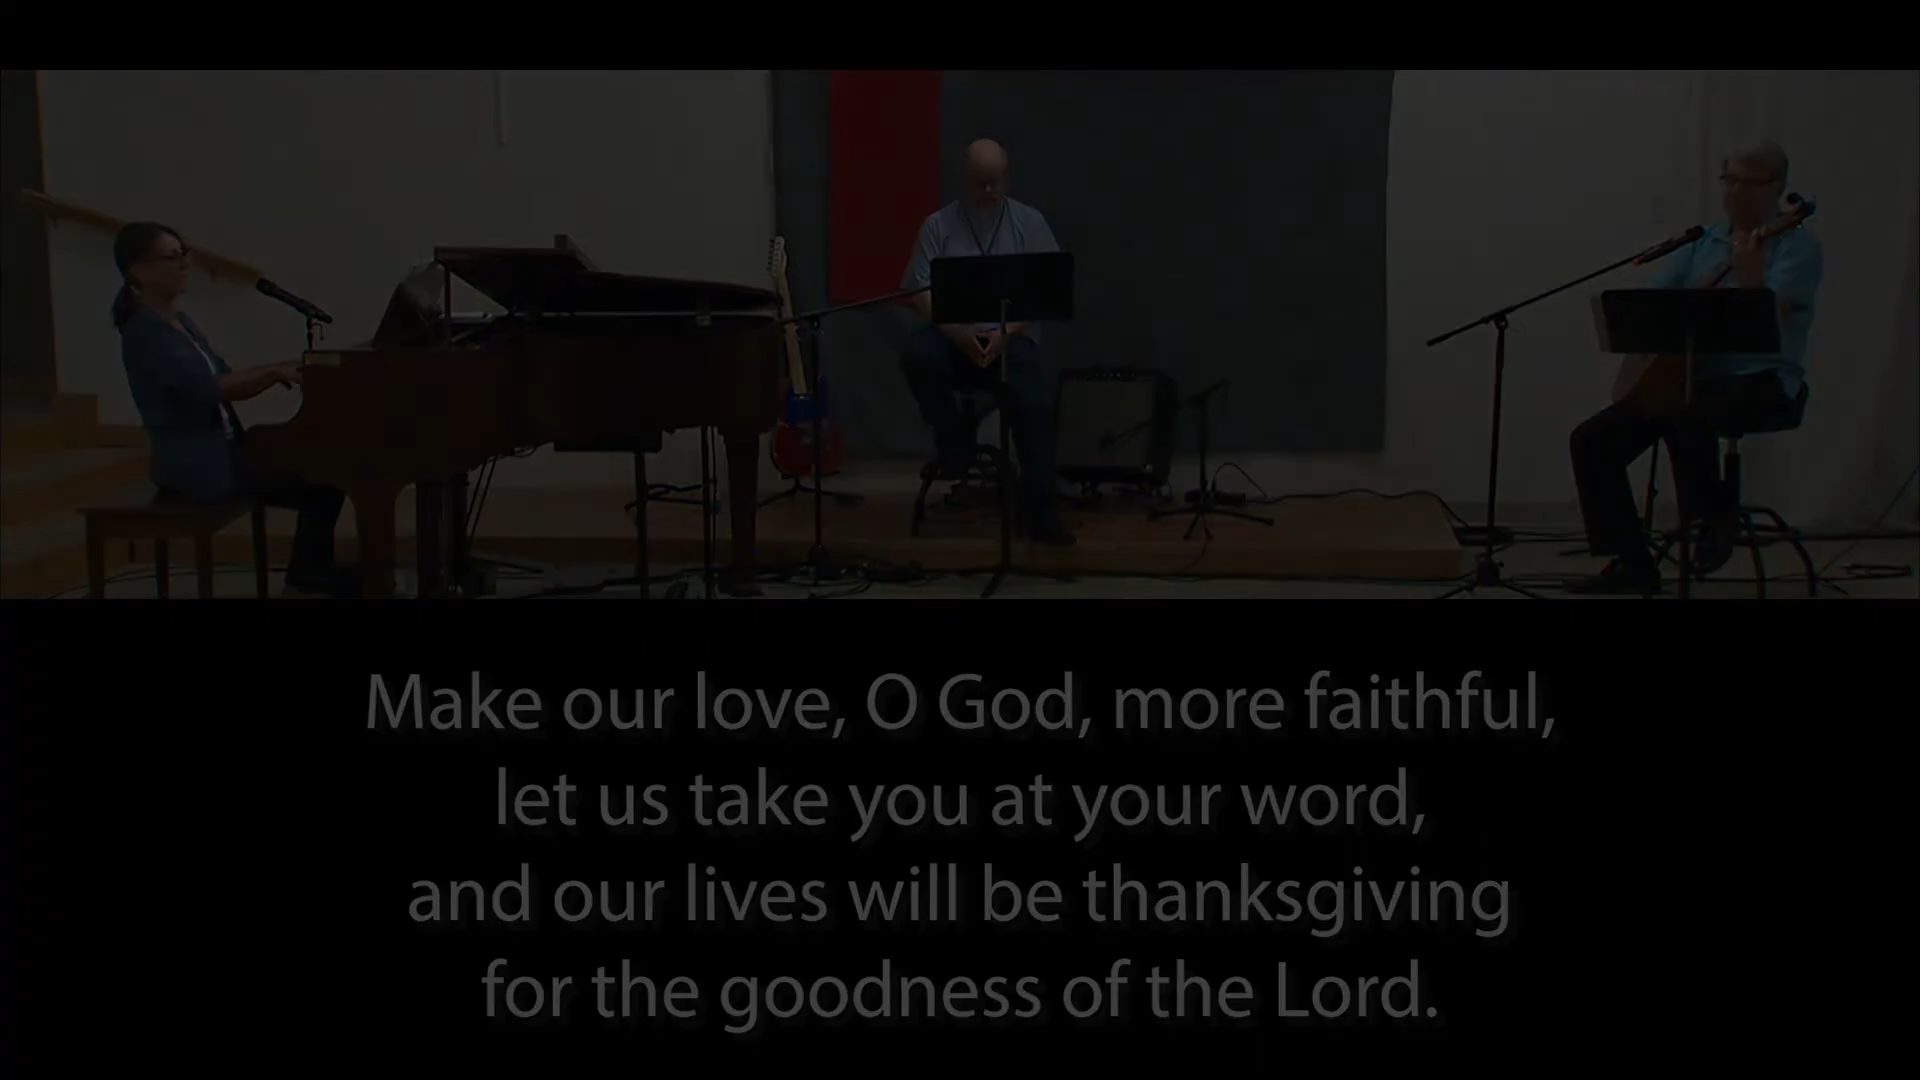 Make our love, O God, more faithful,
let us take you at your word,
and our lives will be thanksgiving
for the goodness of the Lord.